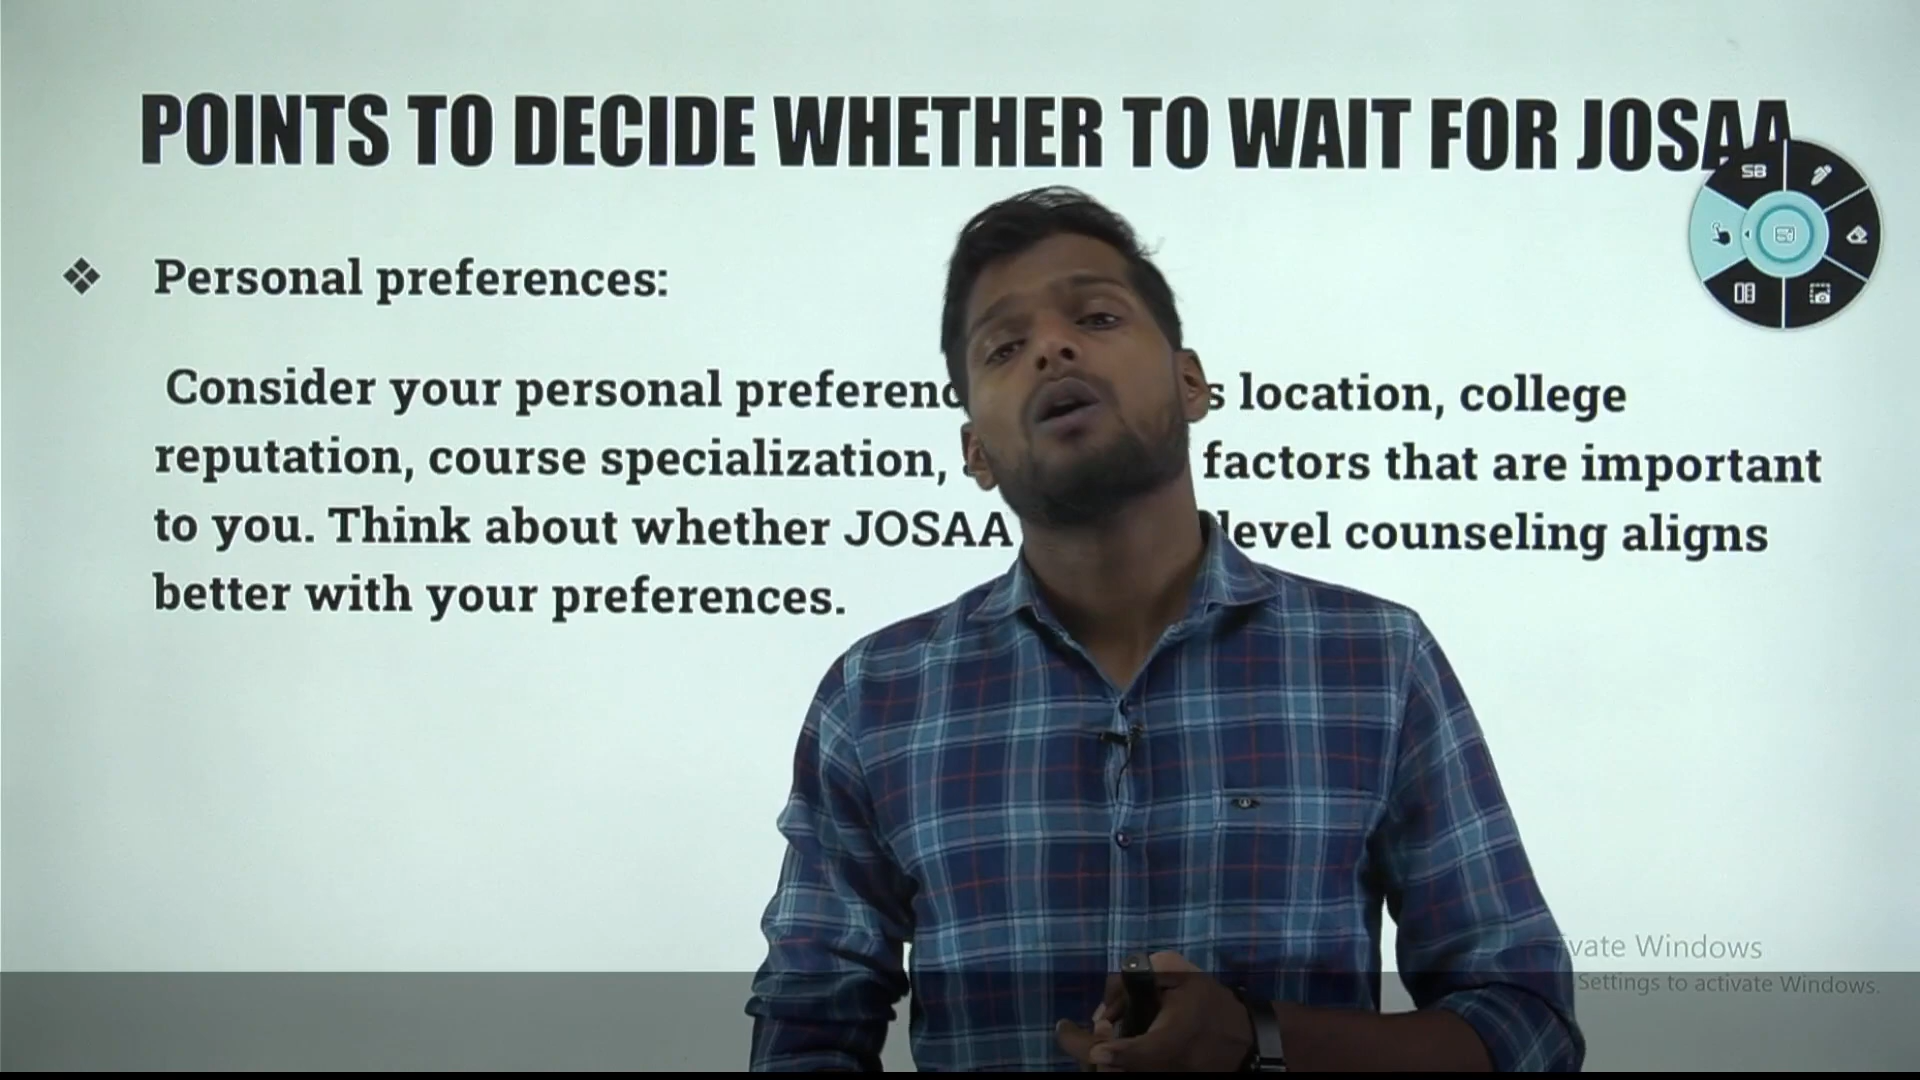 POINTS TO DECIDE WHETHER TO WAIT FOR JOSAA
SB
❖ Personal preferences:
Consider your personal location, college
reputation, course specialization, factors that are important
to you. Think about whether JOSAA level counseling aligns
better with your preferences.
Windows
Settings to activate Windows.